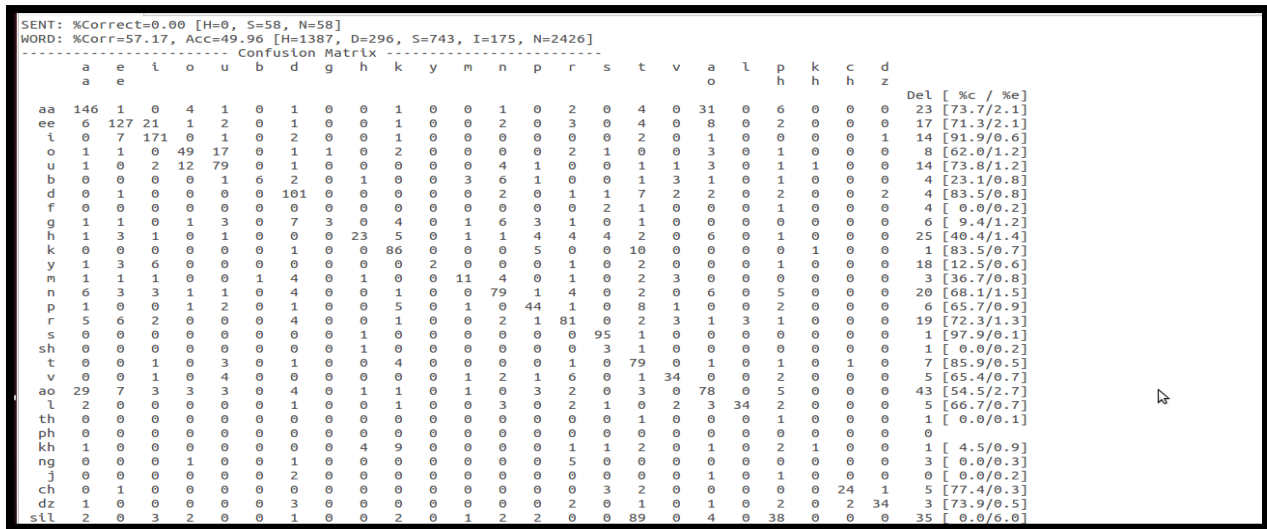 SENT: %Correct=0.00 [H=0, S=58, N=58]
WORD: %Corr=57.17, Acc=49.96 [H=1387, D=296, S=743, I=175, N=2426]
------------------------ Confusion Matrix -------------------------
a e i o u b d g h k y m n p r s t v a l p k c d
a e o h h h z
Del [ %c / %e]
aa 146 1 0 4 1 0 1 0 0 1 0 0 1 0 2 0 4 0 31 0 6 0 0 0 23 [73.7/2.1]
ee 6 127 21 1 2 0 1 0 0 1 0 0 2 0 3 0 4 0 8 0 2 0 0 0 17 [71.3/2.1]
i 0 7 171 0 1 0 2 0 0 1 0 0 0 0 0 0 2 0 1 0 0 0 0 1 14 [91.9/0.6]
o 1 1 0 49 17 0 1 1 0 2 0 0 0 0 2 1 0 0 3 0 1 0 0 0 8 [62.0/1.2]
u 1 0 2 12 79 0 1 0 0 0 0 0 4 1 0 0 1 1 3 0 1 1 0 0 14 [73.8/1.2]
b 0 0 0 0 1 6 2 0 1 0 0 3 6 1 0 0 1 3 1 0 1 0 0 0 4 [23.1/0.8]
d 0 1 0 0 0 0 101 0 0 0 0 0 2 0 1 1 7 2 2 0 2 0 0 2 4 [83.5/0.8]
f 0 0 0 0 0 0 0 0 0 0 0 0 0 0 0 2 1 0 0 0 1 0 0 0 4 [ 0.0/0.2]
g 1 1 0 1 3 0 7 3 0 4 0 1 6 3 1 0 1 0 0 0 0 0 0 0 6 [ 9.4/1.2]
h 1 3 1 0 1 0 0 0 23 5 0 1 1 4 4 4 2 0 6 0 1 0 0 0 25 [40.4/1.4]
k 0 0 0 0 0 0 1 0 0 86 0 0 0 5 0 0 10 0 0 0 0 1 0 0 1 [83.5/0.7]
y 1 3 6 0 0 0 0 0 0 0 2 0 0 0 1 0 2 0 0 0 1 0 0 0 18 [12.5/0.6]
m 1 1 1 0 0 1 4 0 1 0 0 11 4 0 1 0 2 3 0 0 0 0 0 0 3 [36.7/0.8]
n 6 3 3 1 1 0 4 0 0 1 0 0 79 1 4 0 2 0 6 0 5 0 0 0 20 [68.1/1.5]
p 1 0 0 1 2 0 1 0 0 5 0 1 0 44 1 0 8 1 0 0 2 0 0 0 6 [65.7/0.9]
r 5 6 2 0 0 0 4 0 0 1 0 0 2 1 81 0 2 3 1 3 1 0 0 0 19 [72.3/1.3]
s 0 0 0 0 0 0 0 0 1 0 0 0 0 0 0 95 1 0 0 0 0 0 0 0 1 [97.9/0.1]
sh 0 0 0 0 0 0 0 0 1 0 0 0 0 0 0 3 1 0 0 0 0 0 0 0 1 [ 0.0/0.2]
t 0 0 1 0 3 0 1 0 0 4 0 0 0 0 1 0 79 0 1 0 1 0 1 0 7 [85.9/0.5]
v 0 0 1 0 4 0 0 0 0 0 0 1 2 1 6 0 1 34 0 0 2 0 0 0 5 [65.4/0.7]
ao 29 7 3 3 3 0 4 0 1 1 0 1 0 3 2 0 3 0 78 0 5 0 0 0 43 [54.5/2.7]
l 2 0 0 0 0 0 1 0 0 1 0 0 3 0 2 1 0 2 3 34 2 0 0 0 5 [66.7/0.7]
th 0 0 0 0 0 0 0 0 0 0 0 0 0 0 0 0 1 0 0 0 1 0 0 0 1 [ 0.0/0.1]
ph 0 0 0 0 0 0 0 0 0 0 0 0 0 0 0 0 0 0 0 0 0 0 0 0 0
kh 1 0 0 0 0 0 0 0 4 9 0 0 0 0 1 1 2 0 1 0 2 1 0 0 1 [ 4.5/0.9]
ng 0 0 0 1 0 0 1 0 0 0 0 0 0 0 5 0 0 0 0 0 0 0 0 0 3 [ 0.0/0.3]
j 0 0 0 0 0 0 2 0 0 0 0 0 0 0 0 0 0 0 1 0 1 0 0 0 0 [ 0.0/0.2]
ch 0 1 0 0 0 0 0 0 0 0 0 0 0 0 0 3 2 0 0 0 0 0 24 1 5 [77.4/0.3]
dz 1 0 0 0 0 0 3 0 0 0 0 0 0 0 2 0 1 0 1 0 2 0 2 34 3 [73.9/0.5]
sil 2 0 3 2 0 0 1 0 0 2 0 1 2 2 0 0 89 0 4 0 38 0 0 0 35 [ 0.0/6.0]